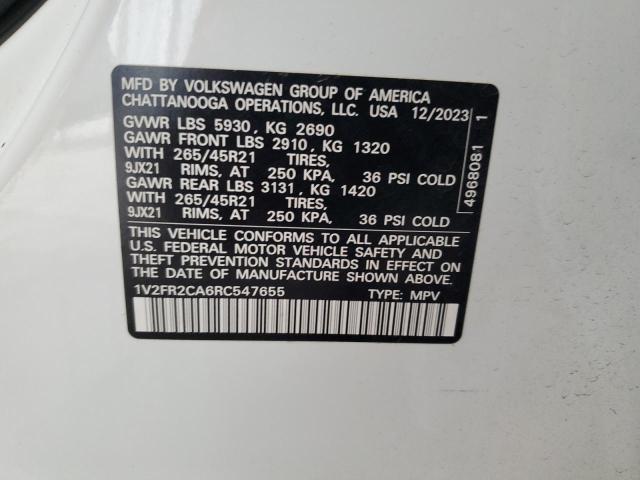 MFD BY VOLKSWAGEN GROUP OF AMERICA
CHATTANOOGA OPERATIONS, LLC. USA 12/2023
GVWR LBS 5930, KG 2690
GAWR FRONT LBS 2910, KG 1320
WITH 265/45R21 TIRES,
9JX21 RIMS, AT 250 KPA, 36 PSI COLD
GAWR REAR LBS 3131, KG 1420
WITH 265/45R21 TIRES,
9JX21 RIMS, AT 250 KPA, 36 PSI COLD
THIS VEHICLE CONFORMS TO ALL APPLICABLE
U.S. FEDERAL MOTOR VEHICLE SAFETY AND
THEFT PREVENTION STANDARDS IN EFFECT ON
THE DATE OF MANUFACTURE SHOWN ABOVE.
1V2FR2CA6RC547655 TYPE: MPV
4968081 1